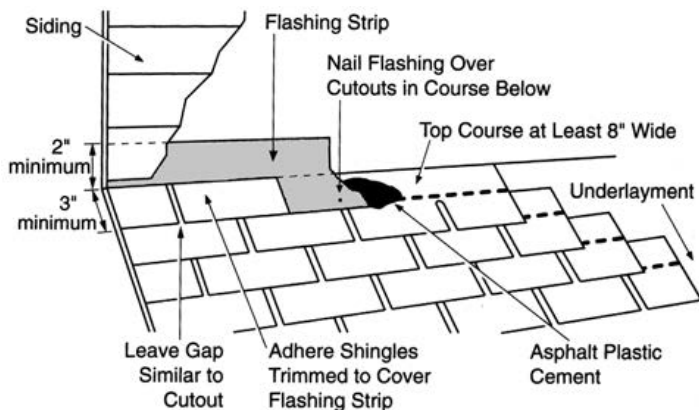 Siding
Flashing Strip
Nail Flashing Over
Cutouts in Course Below
Top Course at Least 8" Wide
Underlayment
2"
minimum
3"
minimum
Leave Gap
Similar to
Cutout
Adhere Shingles
Trimmed to Cover
Flashing Strip
Asphalt Plastic
Cement